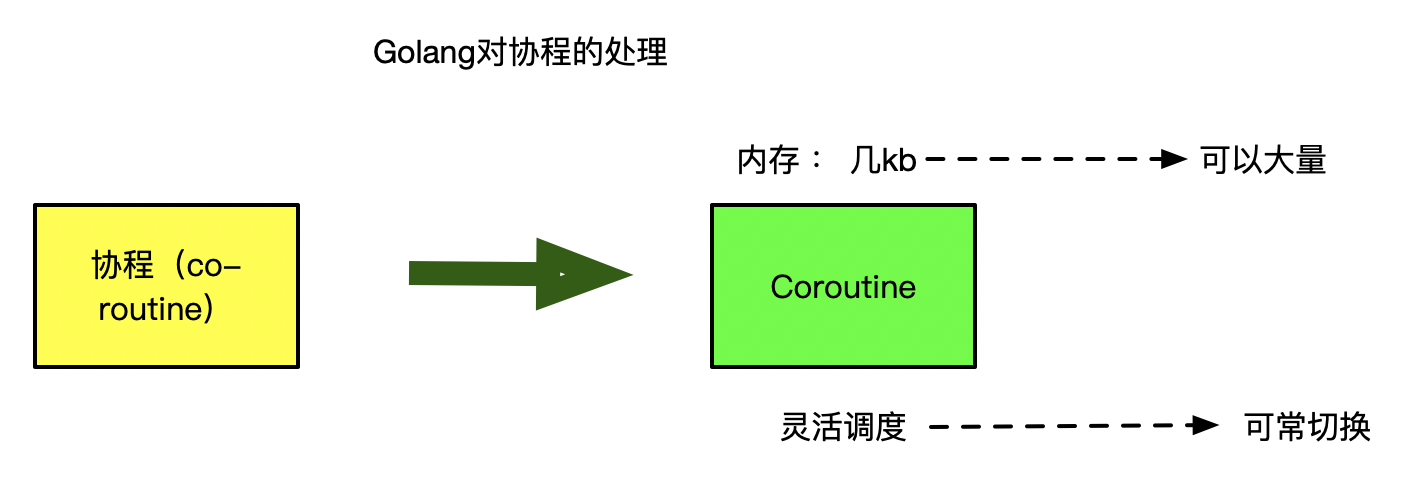 Golang对协程的处理
内存： 几kb
可以大量
协程（co-
routine）
Coroutine
灵活调度
可常切换